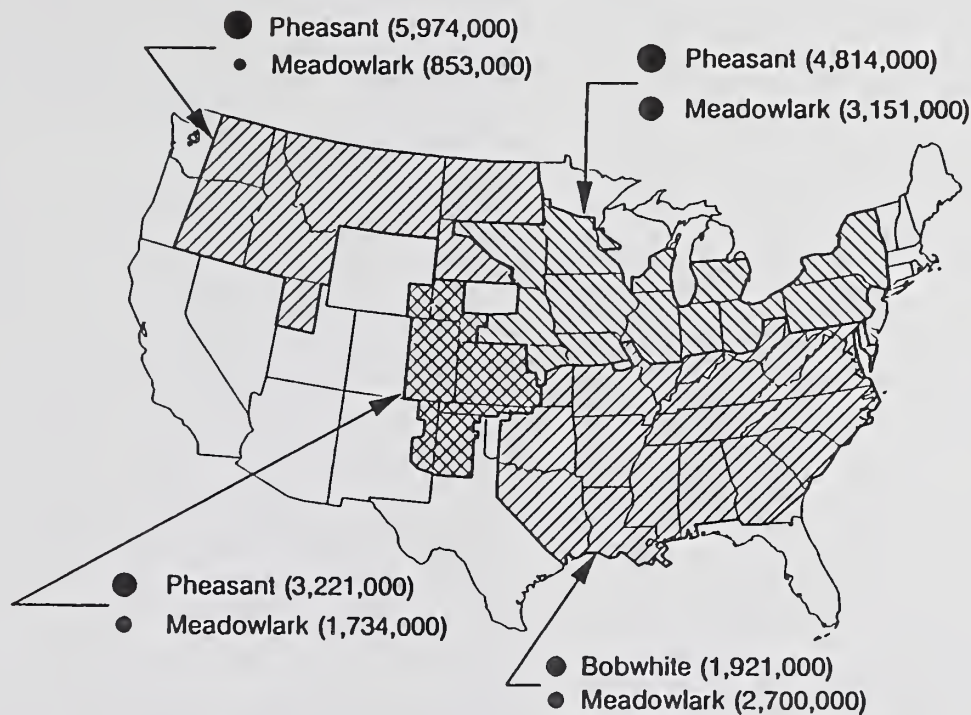 Pheasant (5,974,000)
Meadowlark (853,000)
Pheasant (4,814,000)
Meadowlark (3,151,000)
Pheasant (3,221,000)
Meadowlark (1,734,000)
Bobwhite (1,921,000)
Meadowlark (2,700,000)